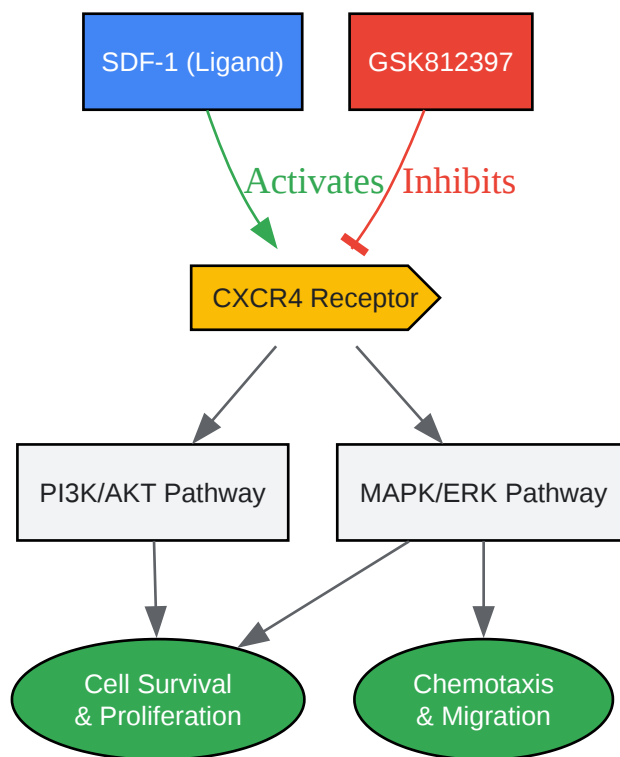 SDF-1 (Ligand)
GSK812397
Activates
Inhibits
CXCR4 Receptor
PI3K/AKT Pathway
MAPK/ERK Pathway
Cell Survival
& Proliferation
Chemotaxis
& Migration